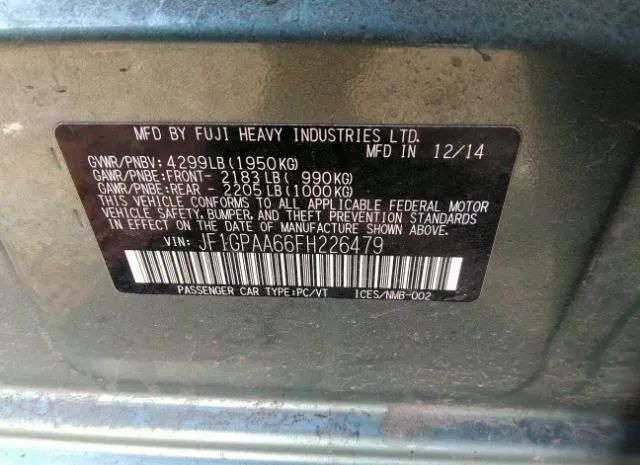 MFD BY FUJI HEAVY INDUSTRIES LTD.
MFD IN 12/14
GVWR/PNBV: 4299LB(1950KG)
GAWR/PNBE:FRONT- 2183LB( 990KG)
GAWR/PNBE:REAR - 2205LB(1000KG)
THIS VEHICLE CONFORMS TO ALL APPLICABLE FEDERAL MOTOR
VEHICLE SAFETY, BUMPER, AND THEFT PREVENTION STANDARDS
IN EFFECT ON THE DATE OF MANUFACTURE SHOWN ABOVE.
VIN: JF1GPAA66FH226479
PASSENGER CAR TYPE:PC/VT ICES/NMB-002